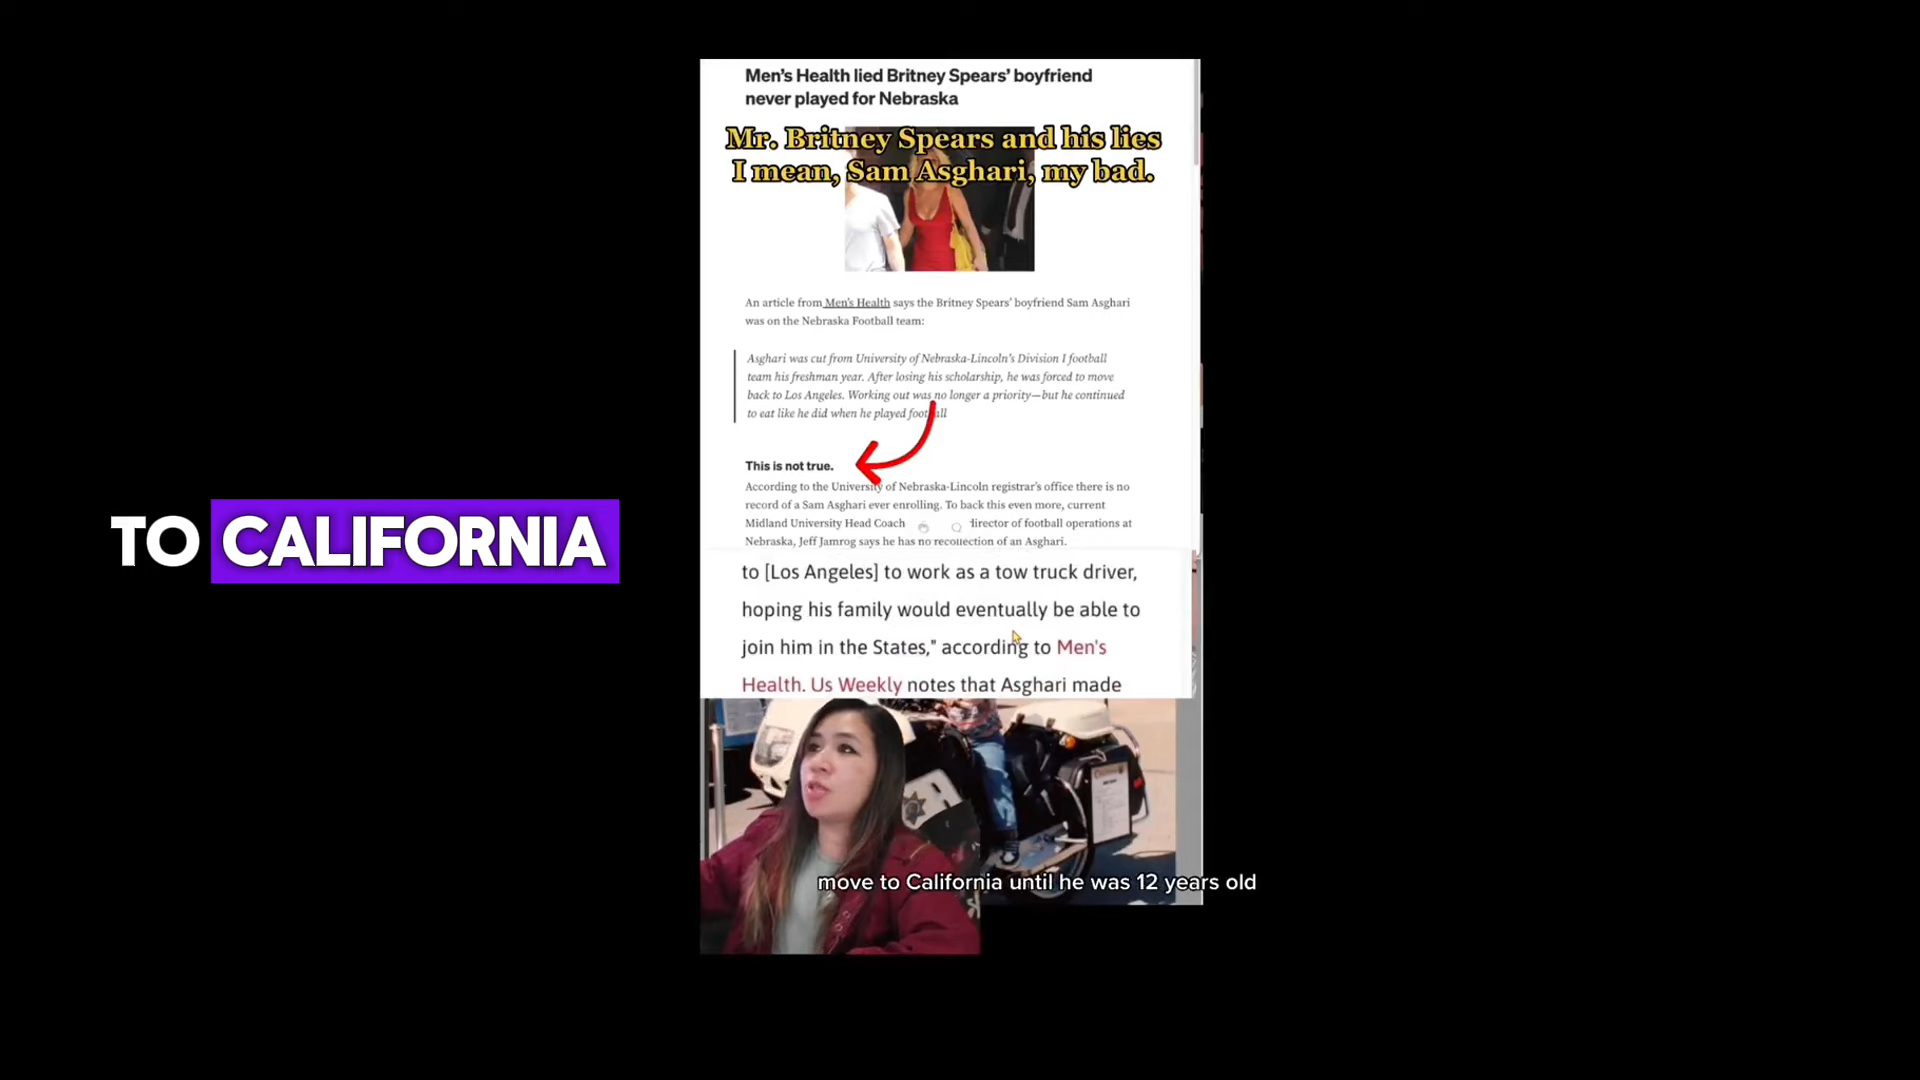 Men's Health lied Britney Spears' boyfriend
never played for Nebraska
Mr. Britney Spears and his lies
I mean, Sam Asghari, my bad.
An article from Men's Health says the Britney Spears' boyfriend Sam Asghari
was on the Nebraska Football team:
Asghari was cut from University of Nebraska-Lincoln's Division I football
team his freshman year. After losing his scholarship, he was forced to move
back to Los Angeles. Working out was no longer a priority—but he continued
to eat like he did when he played football
This is not true.
According to the University of Nebraska-Lincoln registrar's office there is no
record of a Sam Asghari ever enrolling. To back this even more, current
Midland University Head Coach director of football operations at
Nebraska, Jeff Jamrog says he has no recollection of an Asghari.
TO CALIFORNIA
to [Los Angeles] to work as a tow truck driver,
hoping his family would eventually be able to
join him in the States," according to Men's
Health. Us Weekly notes that Asghari made
move to California until he was 12 years old